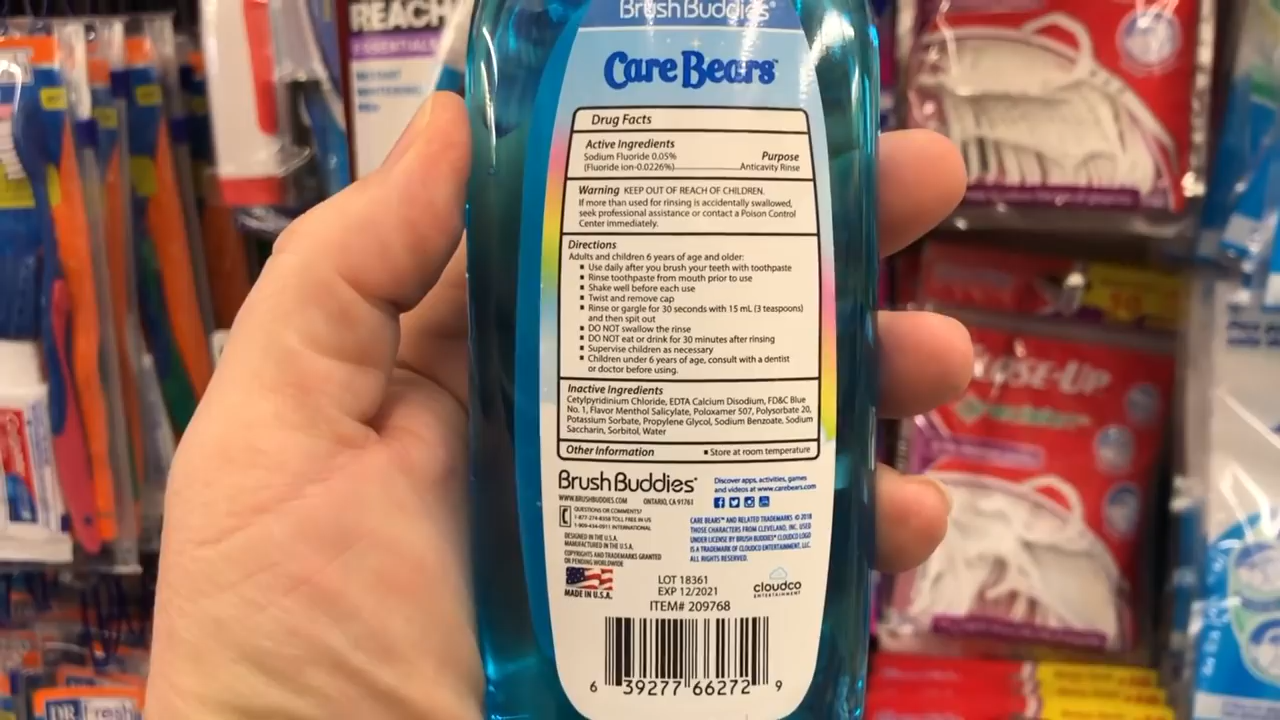 REACH
BrushBuddies®
Care Bears™
Drug Facts
Active Ingredients
Sodium Fluoride 0.05%
Purpose
(Fluoride ion-0.0226%)
Anticavity Rinse
Warning KEEP OUT OF REACH OF CHILDREN.
If more than used for rinsing is accidentally swallowed,
seek professional assistance or contact a Poison Control
Center immediately.
Directions
Adults and children 6 years of age and older:
▪ Use daily after you brush your teeth with toothpaste
▪ Rinse toothpaste from mouth prior to use
▪ Shake well before each use
▪ Twist and remove cap
▪ Rinse or gargle for 30 seconds with 15 mL (3 teaspoons)
and then spit out
▪ DO NOT swallow the rinse
▪ DO NOT eat or drink for 30 minutes after rinsing
▪ Supervise children as necessary
▪ Children under 6 years of age, consult with a dentist
or doctor before using.
Inactive Ingredients
Cetylpyridinium Chloride, EDTA Calcium Disodium, FD&C Blue
No. 1, Flavor Menthol Salicylate, Poloxamer 507, Polysorbate 20,
Potassium Sorbate, Propylene Glycol, Sodium Benzoate, Sodium
Saccharin, Sorbitol, Water
Other Information ▪ Store at room temperature
BrushBuddies®
WWW.BRUSHBUDDIES.COM ONTARIO, CA 91761
QUESTIONS OR COMMENTS?
1-877-274-8358 TOLL FREE IN US
1-909-434-0911 INTERNATIONAL
DESIGNED IN THE U.S.A.
MANUFACTURED IN THE U.S.A.
COPYRIGHTS AND TRADEMARKS GRANTED
OR PENDING WORLDWIDE
MADE IN U.S.A.
Discover apps, activities, games
and videos at www.carebears.com
CARE BEARS™ AND RELATED TRADEMARKS © 2018
THOSE CHARACTERS FROM CLEVELAND, INC. USED
UNDER LICENSE BY BRUSH BUDDIES® CLOUDCO LOGO
IS A TRADEMARK OF CLOUDCO ENTERTAINMENT, LLC.
ALL RIGHTS RESERVED.
cloudco
ENTERTAINMENT
LOT 18361
EXP 12/2021
ITEM# 209768
6 39277 66272 9
CLOSE-UP
DR. Fresh